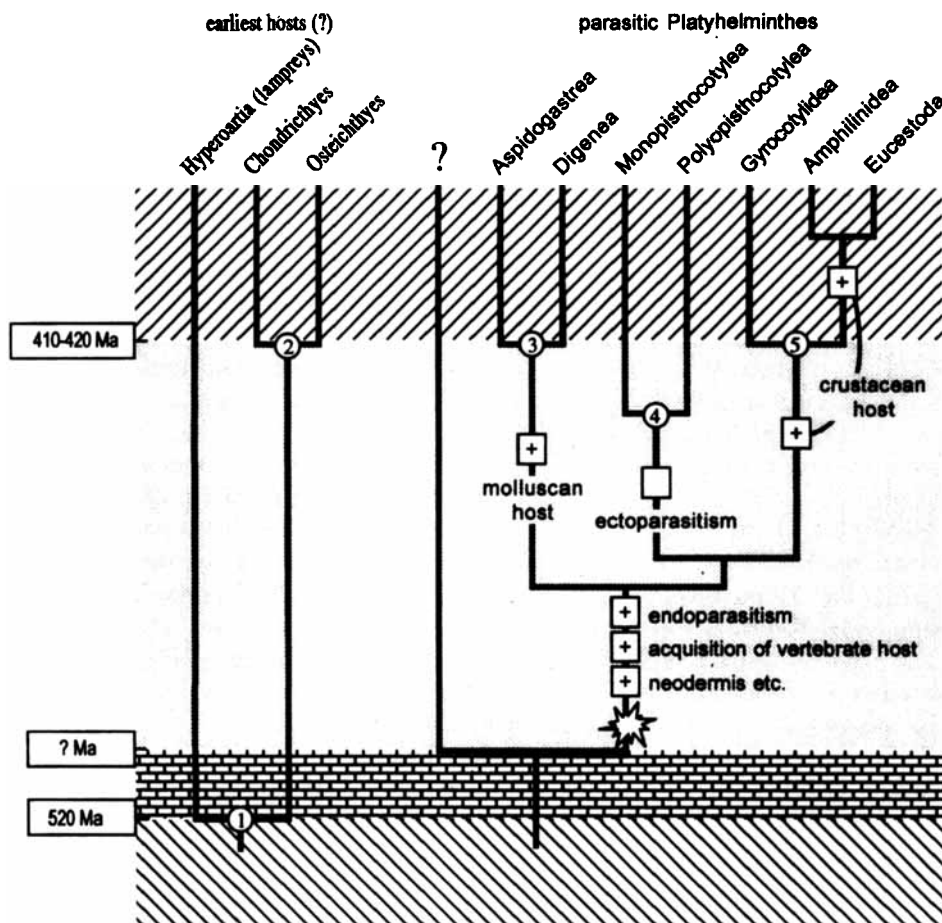 earliest hosts (?)
parasitic Platyhelminthes
Hyperoartia (lampreys)
Chondricthyes
Osteichthyes
?
Aspidogastrea
Digenea
Monopisthocotylea
Polyopisthocotylea
Gyrocotylidea
Amphilinidea
Eucestoda
+
410-420 Ma
2
3
5
crustacean
host
4
+
+
molluscan
host
ectoparasitism
+ endoparasitism
+ acquisition of vertebrate host
+ neodermis etc.
? Ma
520 Ma
1